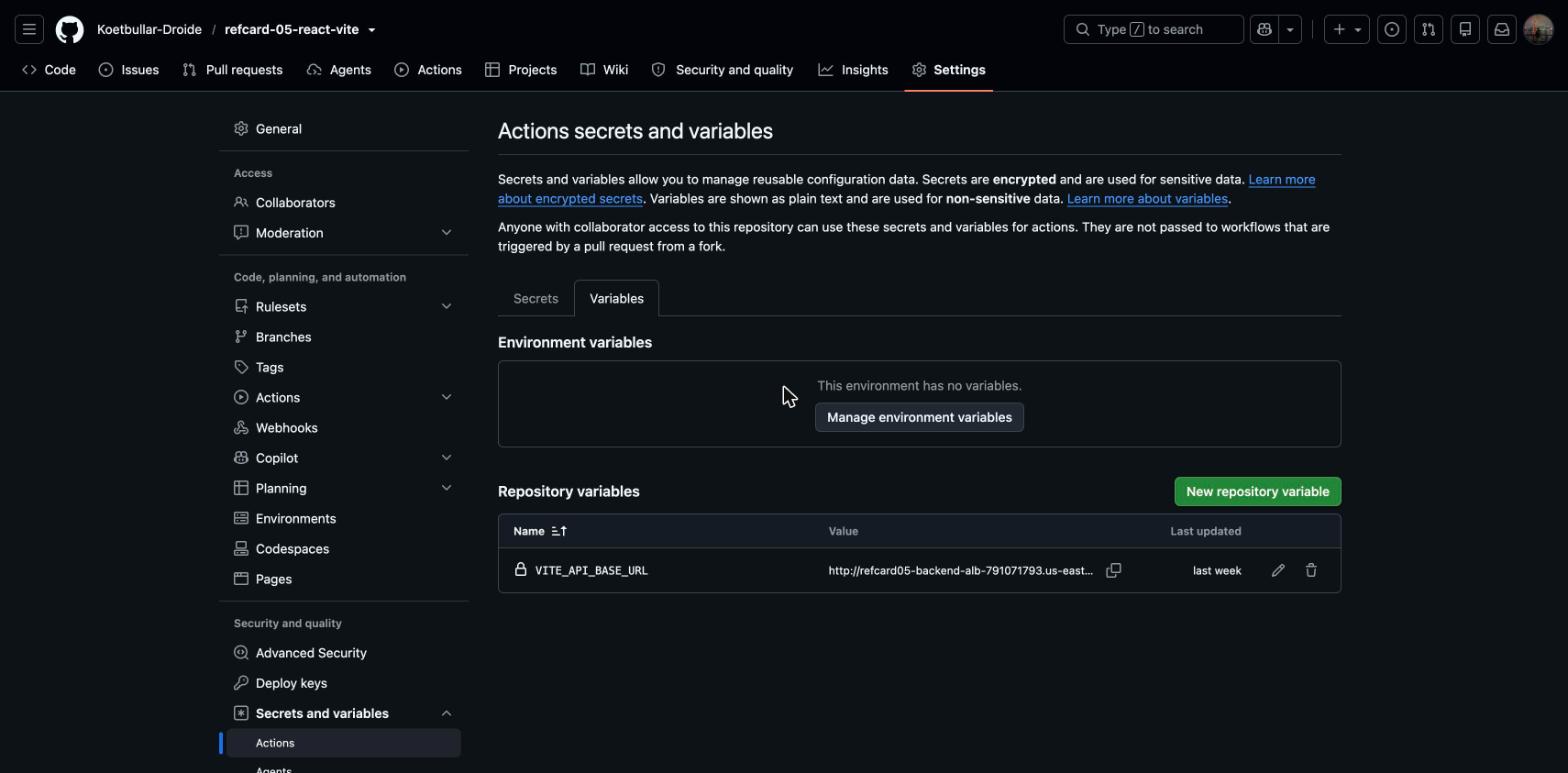 Koetbullar-Droide / refcard-05-react-vite
Type / to search
Code
Issues
Pull requests
Agents
Actions
Projects
Wiki
Security and quality
Insights
Settings
General
Access
Collaborators
Moderation
Code, planning, and automation
Rulesets
Branches
Tags
Actions
Webhooks
Copilot
Planning
Environments
Codespaces
Pages
Security and quality
Advanced Security
Deploy keys
Secrets and variables
Actions
Agents
Actions secrets and variables
Secrets and variables allow you to manage reusable configuration data. Secrets are encrypted and are used for sensitive data. Learn more
about encrypted secrets. Variables are shown as plain text and are used for non-sensitive data. Learn more about variables.
Anyone with collaborator access to this repository can use these secrets and variables for actions. They are not passed to workflows that are
triggered by a pull request from a fork.
Secrets
Variables
Environment variables
This environment has no variables.
Manage environment variables
Repository variables
New repository variable
Name
Value
Last updated
VITE_API_BASE_URL
http://refcard05-backend-alb-791071793.us-east...
last week